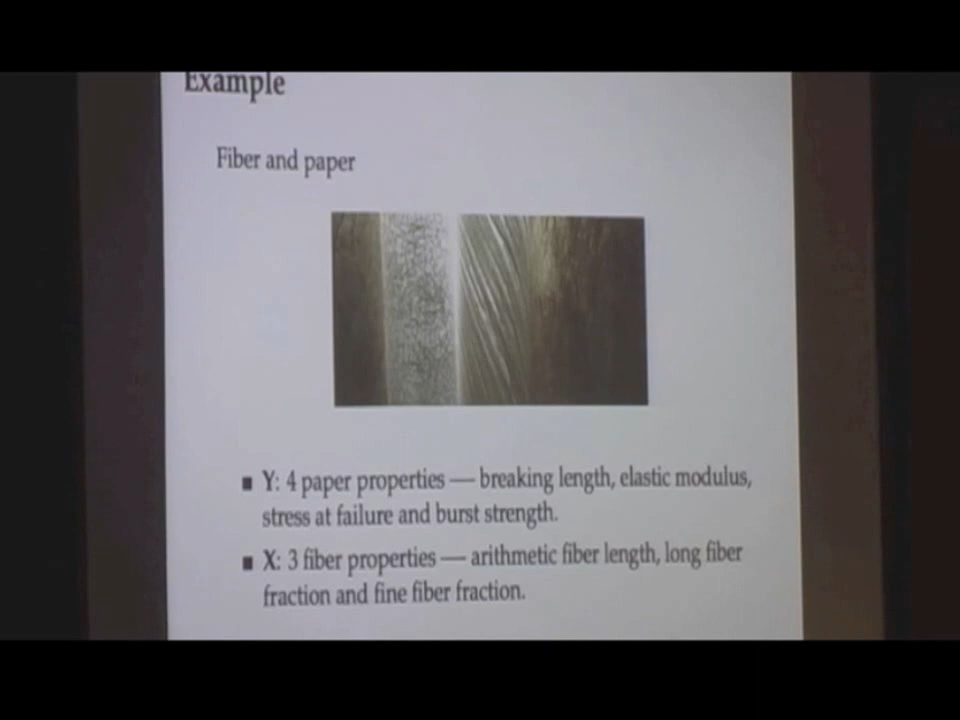 Example
Fiber and paper
■ Y: 4 paper properties — breaking length, elastic modulus,
stress at failure and burst strength.
■ X: 3 fiber properties — arithmetic fiber length, long fiber
fraction and fine fiber fraction.